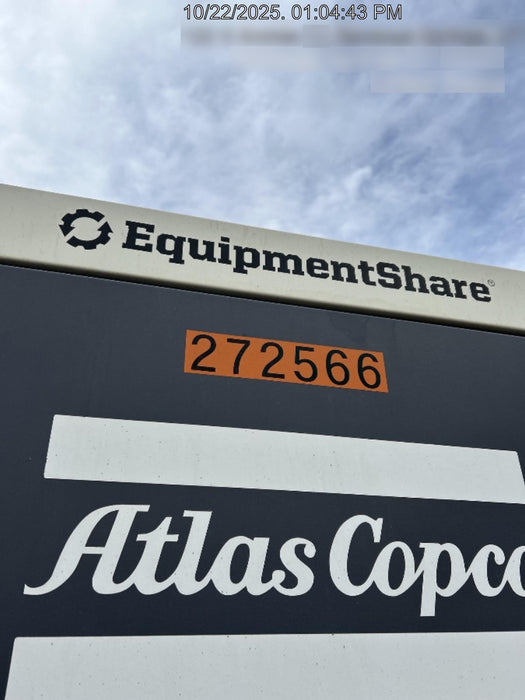 10/22/2025. 01:04:43 PM
EquipmentShare®
272566
Atlas Copco